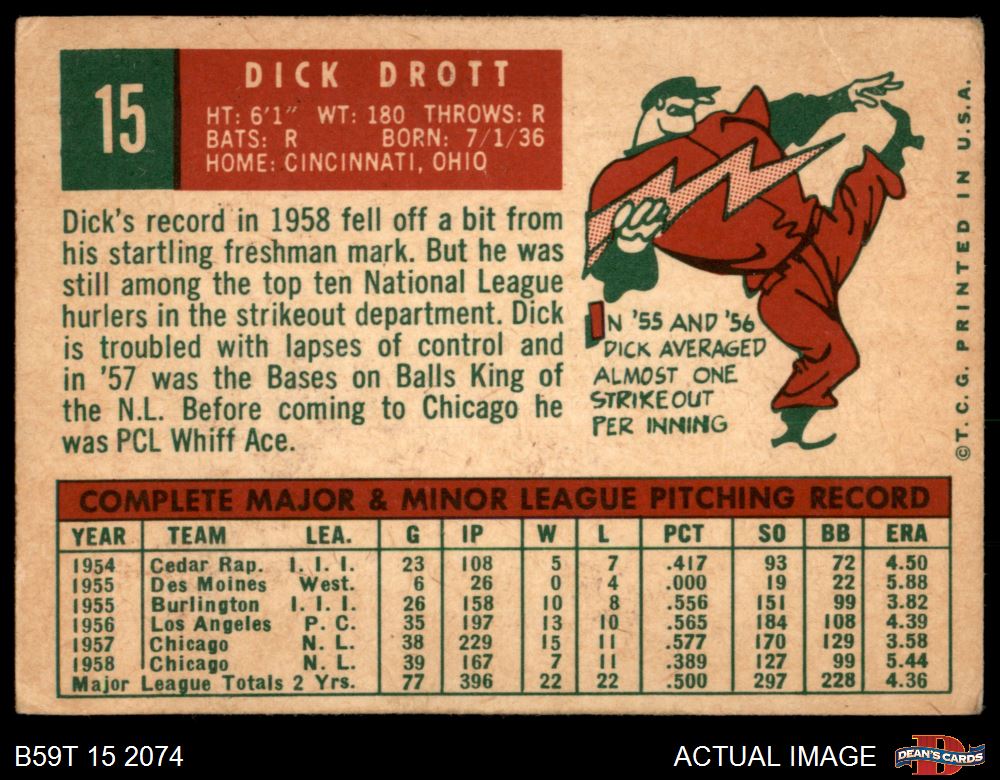 15
DICK DROTT
HT: 6'1" WT: 180 THROWS: R
BATS: R BORN: 7/1/36
HOME: CINCINNATI, OHIO
Dick's record in 1958 fell off a bit from
his startling freshman mark. But he was
still among the top ten National League
hurlers in the strikeout department. Dick
is troubled with lapses of control and
in '57 was the Bases on Balls King of
the N.L. Before coming to Chicago he
was PCL Whiff Ace.
IN '55 AND '56
DICK AVERAGED
ALMOST ONE
STRIKEOUT
PER INNING
©T.C.G. PRINTED IN U.S.A.
COMPLETE MAJOR & MINOR LEAGUE PITCHING RECORD
YEAR TEAM LEA. G IP W L PCT SO BB ERA
1954 Cedar Rap. I. I. I. 23 108 5 7 .417 93 72 4.50
1955 Des Moines West. 6 26 0 4 .000 19 22 5.88
1955 Burlington I. I. I. 26 158 10 8 .556 151 99 3.82
1956 Los Angeles P. C. 35 197 13 10 .565 184 108 4.39
1957 Chicago N. L. 38 229 15 11 .577 170 129 3.58
1958 Chicago N. L. 39 167 7 11 .389 127 99 5.44
Major League Totals 2 Yrs. 77 396 22 22 .500 297 228 4.36
B59T 15 2074
ACTUAL IMAGE
D
DEAN'S CARDS